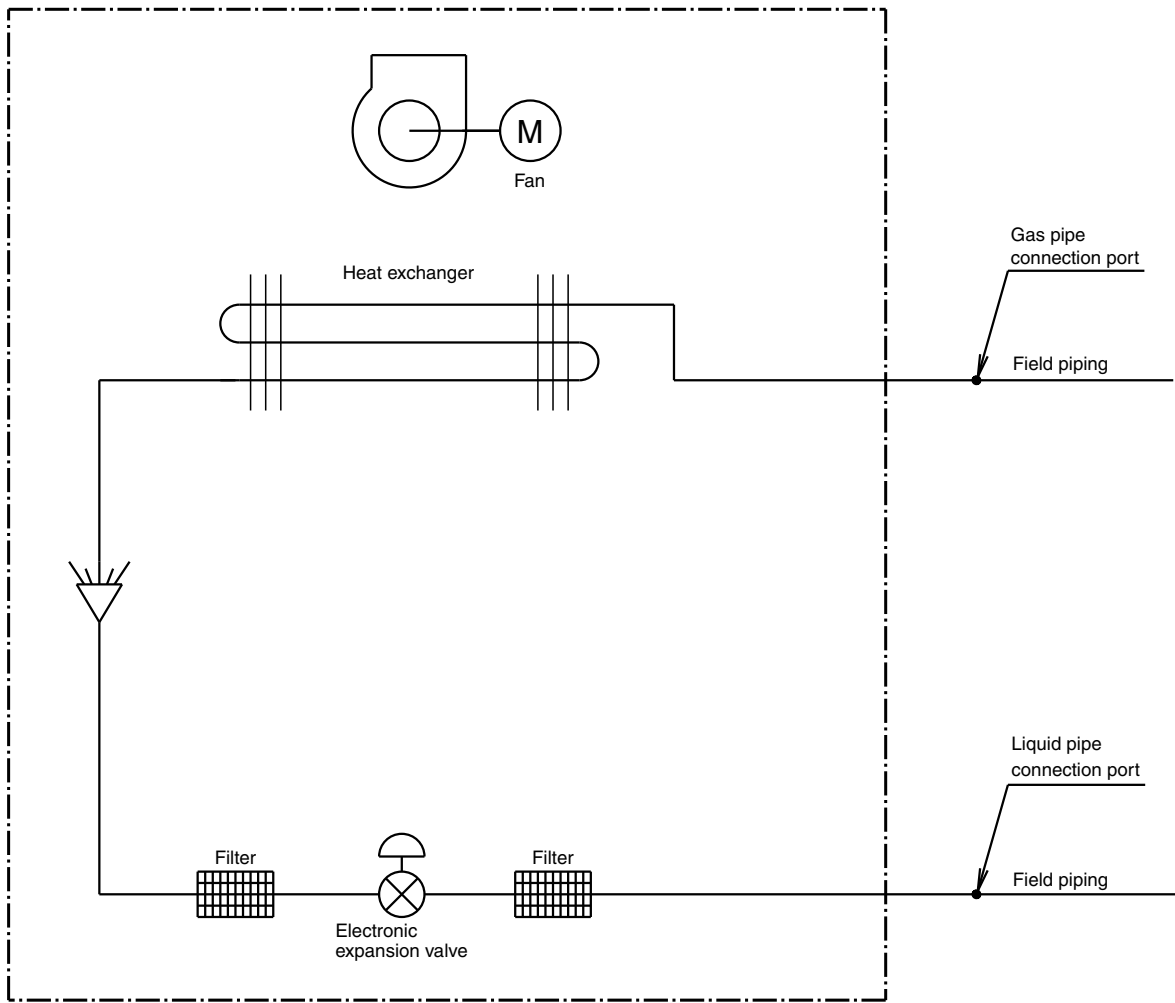 M
Fan
Gas pipe
connection port
Heat exchanger
Field piping
Liquid pipe
connection port
Filter
Filter
Field piping
Electronic
expansion valve